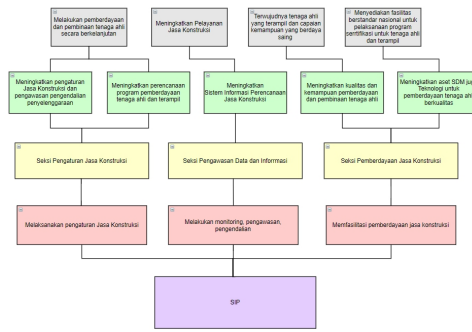 Melakukan pemberdayaan
dan pembinaan tenaga ahli
secara berkelanjutan
Meningkatkan Pelayanan
Jasa Konstruksi
Terwujudnya tenaga ahli
yang terampil dan capaian
kemampuan yang berdaya
saing
Menyediakan fasilitas
berstandar nasional untuk
pelaksanaan program
sertifikasi untuk tenaga ahli
dan terampil
Meningkatkan pengaturan
Jasa Konstruksi dan
pengawasan pengendalian
penyelenggaraan
Meningkatkan perencanaan
program pemberdayaan
tenaga ahli dan terampil
Meningkatkan
Sistem Informasi Perencanaan
Jasa Konstruksi
Meningkatkan kualitas dan
kemampuan pemberdayaan
dan pembinaan tenaga ahli
Meningkatkan aset SDM
Teknologi untuk
pemberdayaan tenaga
berkualitas
Seksi Pengaturan Jasa Konstruksi
Seksi Pengawasan Data dan Informasi
Seksi Pemberdayaan Jasa Konstruksi
Melaksanakan pengaturan Jasa Konstruksi
Melakukan monitoring, pengawasan,
pengendalian
Memfasilitasi pemberdayaan jasa konstruksi
SIP